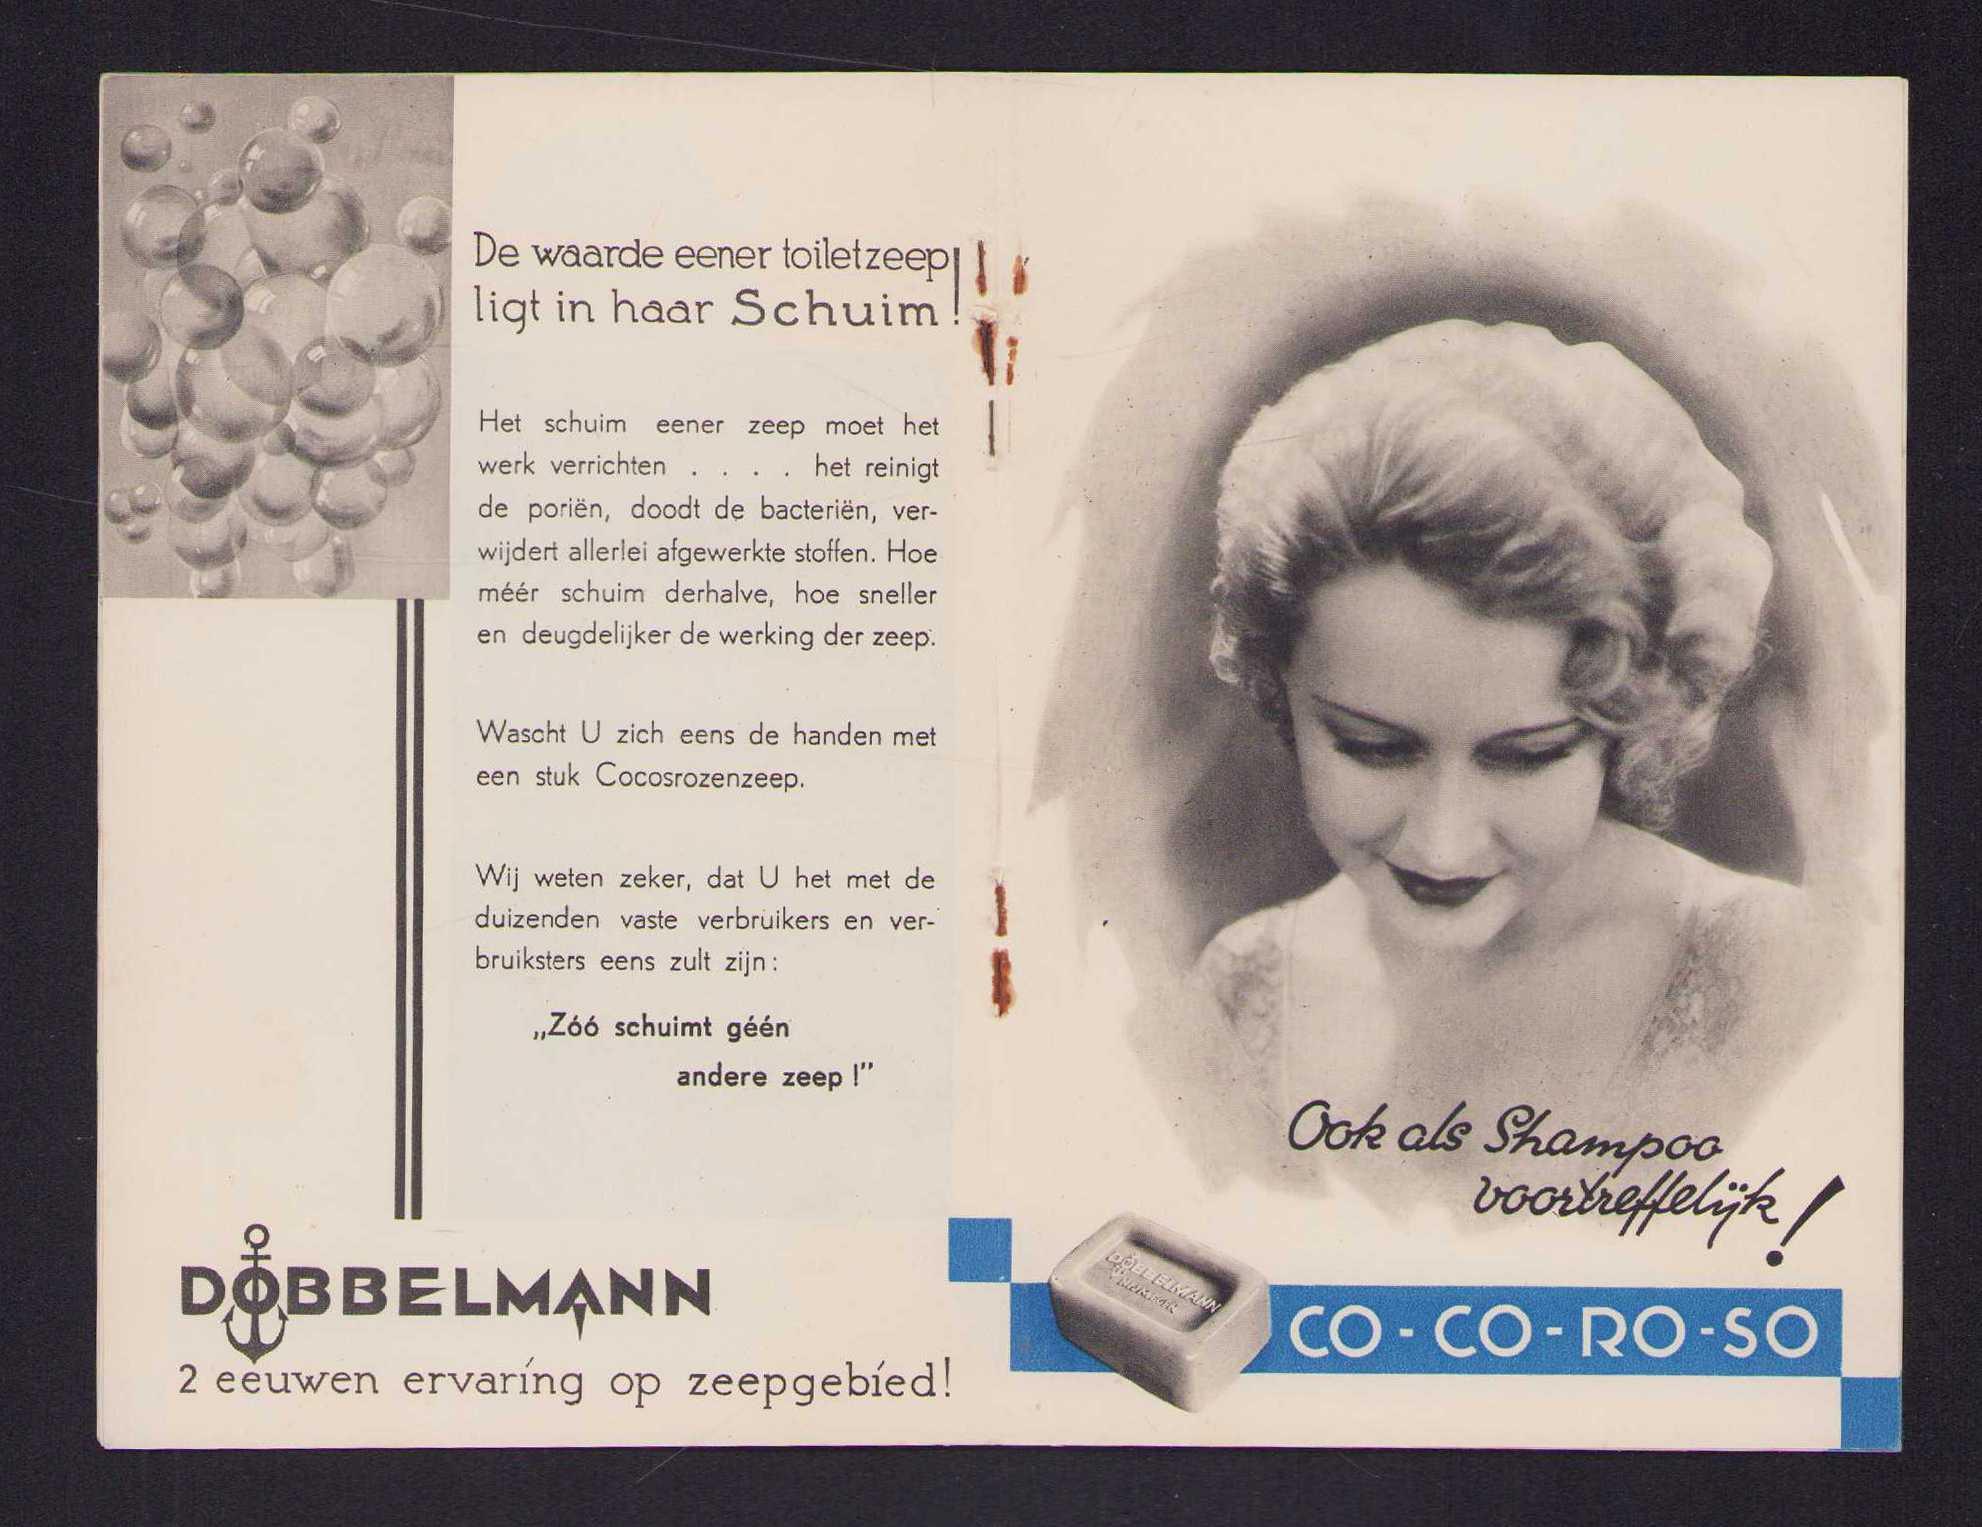 De waarde eener toiletzeep
ligt in haar Schuim!
Het schuim eener zeep moet het
werk verrichten . . . . het reinigt
de poriën, doodt de bacteriën, ver-
wijdert allerlei afgewerkte stoffen. Hoe
méér schuim derhalve, hoe sneller
en deugdelijker de werking der zeep.
Wascht U zich eens de handen met
een stuk Cocosrozenzeep.
Wij weten zeker, dat U het met de
duizenden vaste verbruikers en ver-
bruiksters eens zult zijn:
„Zóó schuimt géén
andere zeep!”
DOBBELMANN
2 eeuwen ervaring op zeepgebied!
Ook als Shampoo
voortreffelijk!
DOBBELMANN
NIJMEGEN
CO-CO-RO-SO